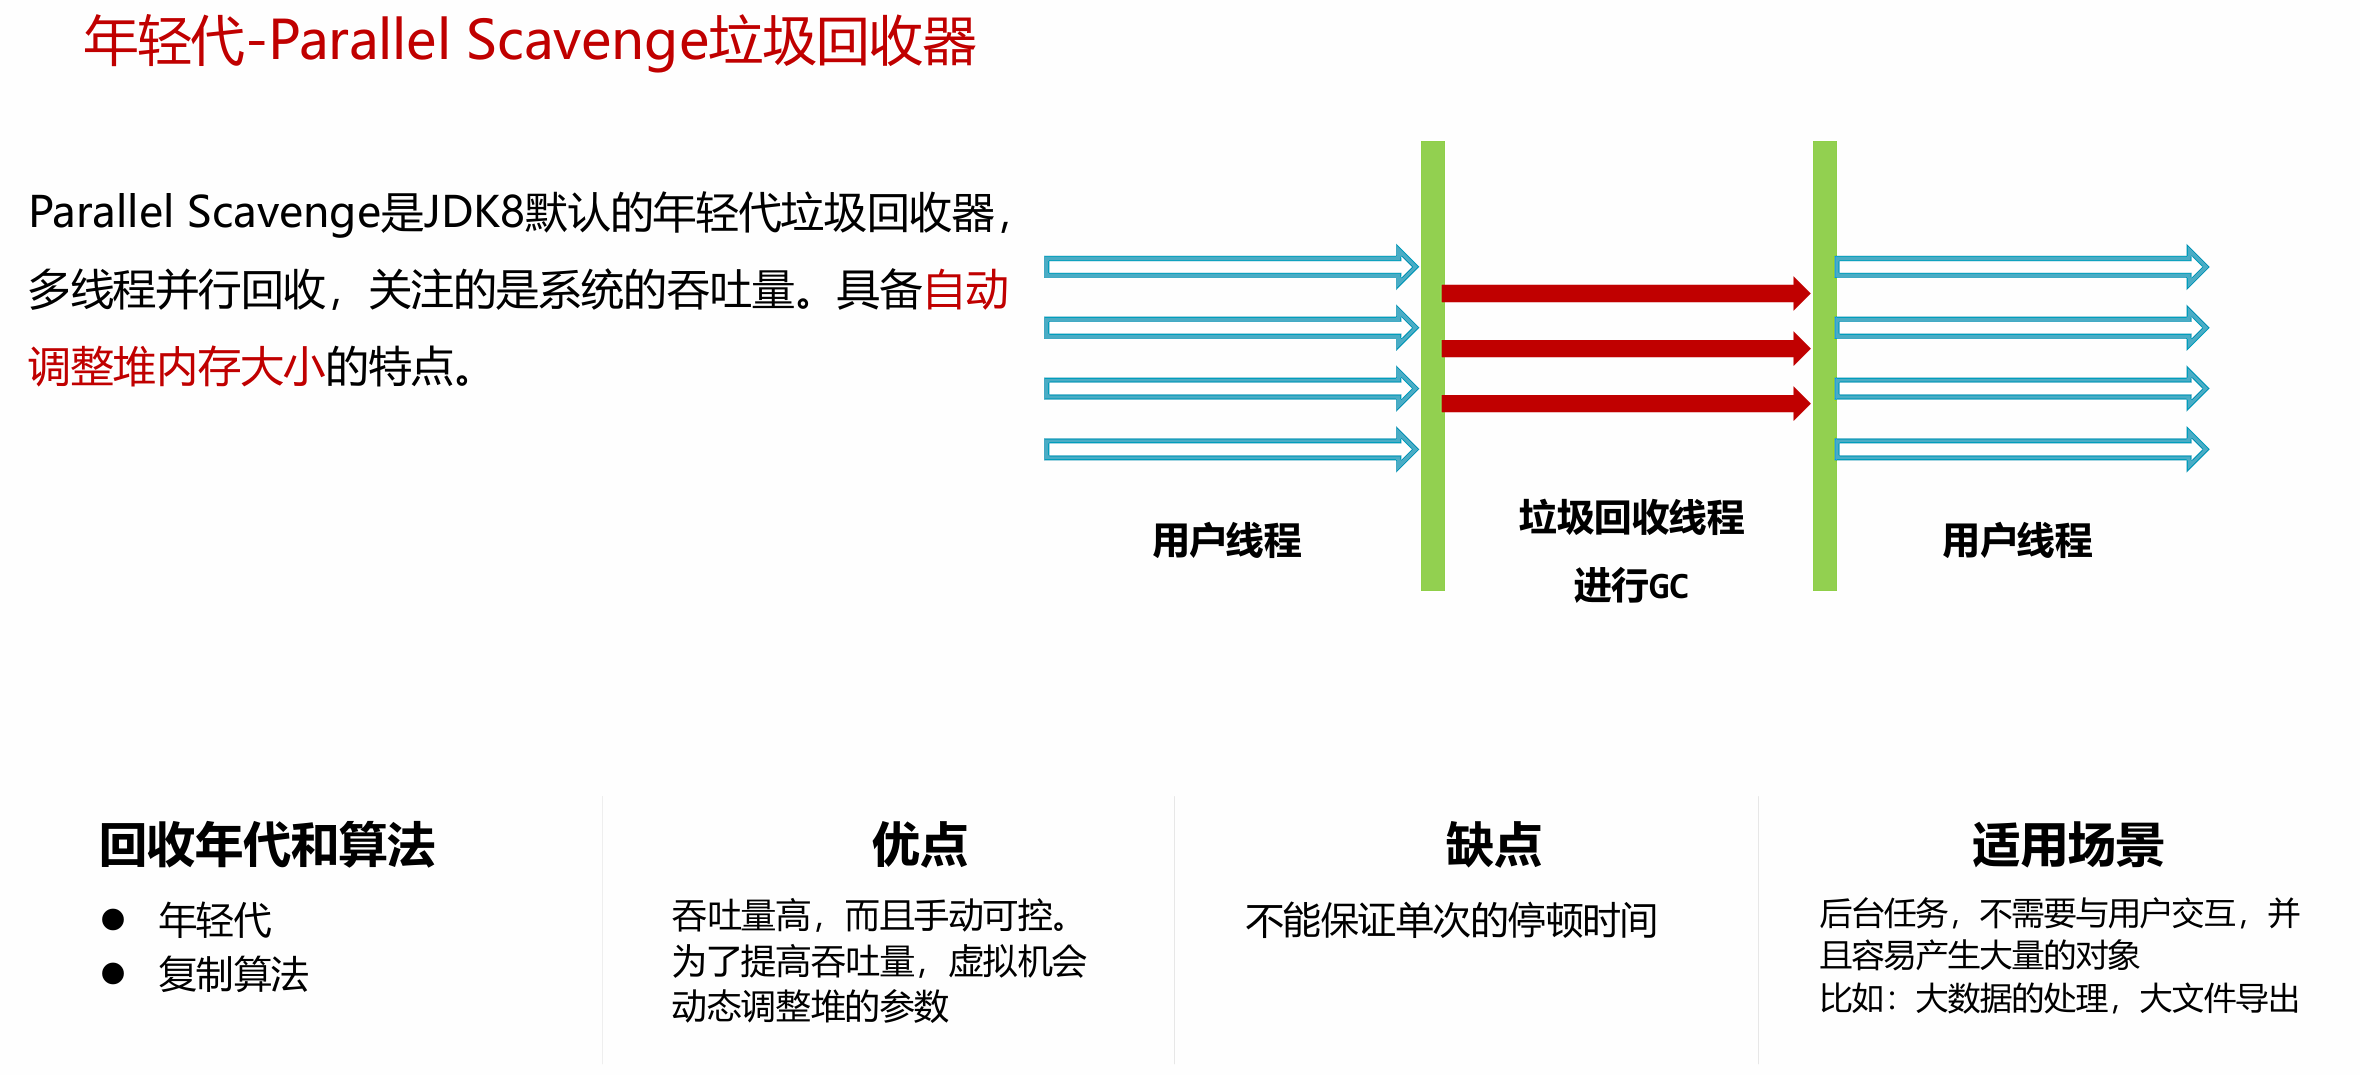 年轻代-Parallel Scavenge垃圾回收器
Parallel Scavenge是JDK8默认的年轻代垃圾回收器，
多线程并行回收，关注的是系统的吞吐量。具备自动
调整堆内存大小的特点。
用户线程
垃圾回收线程
进行GC
用户线程
回收年代和算法
● 年轻代
● 复制算法
优点
吞吐量高，而且手动可控。
为了提高吞吐量，虚拟机会
动态调整堆的参数
缺点
不能保证单次的停顿时间
适用场景
后台任务，不需要与用户交互，并
且容易产生大量的对象
比如：大数据的处理，大文件导出